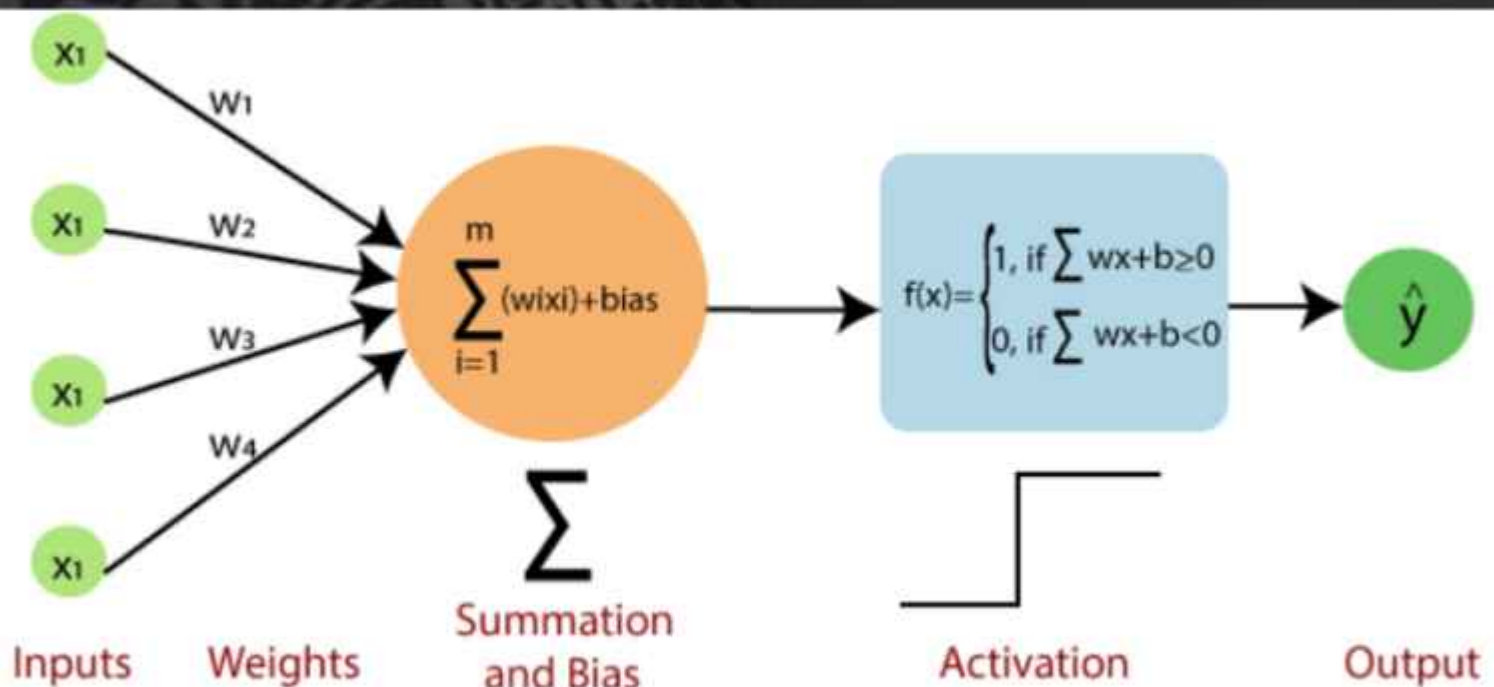 x1
x1
x1
x1
w1
w2
w3
w4
m
∑(wixi)+bias
i=1
f(x)={1, if ∑ wx+b≥0
0, if ∑ wx+b<0
ŷ
∑
Inputs
Weights
Summation
and Bias
Activation
Output